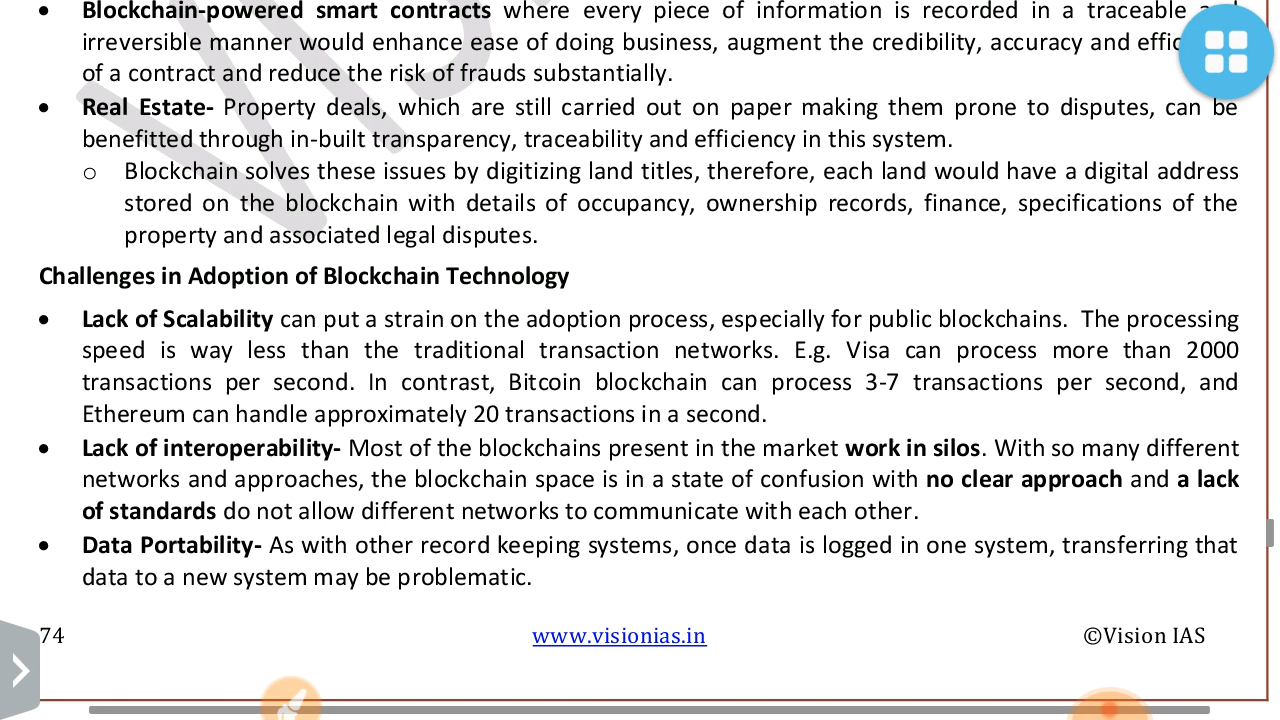 • Blockchain-powered smart contracts where every piece of information is recorded in a traceable
irreversible manner would enhance ease of doing business, augment the credibility, accuracy and
of a contract and reduce the risk of frauds substantially.
• Real Estate- Property deals, which are still carried out on paper making them prone to disputes, can be
benefitted through in-built transparency, traceability and efficiency in this system.
o Blockchain solves these issues by digitizing land titles, therefore, each land would have a digital address
stored on the blockchain with details of occupancy, ownership records, finance, specifications of the
property and associated legal disputes.
Challenges in Adoption of Blockchain Technology
• Lack of Scalability can put a strain on the adoption process, especially for public blockchains. The processing
speed is way less than the traditional transaction networks. E.g. Visa can process more than 2000
transactions per second. In contrast, Bitcoin blockchain can process 3-7 transactions per second, and
Ethereum can handle approximately 20 transactions in a second.
• Lack of interoperability- Most of the blockchains present in the market work in silos. With so many different
networks and approaches, the blockchain space is in a state of confusion with no clear approach and a lack
of standards do not allow different networks to communicate with each other.
• Data Portability- As with other record keeping systems, once data is logged in one system, transferring that
data to a new system may be problematic.
74 www.visionias.in ©Vision IAS